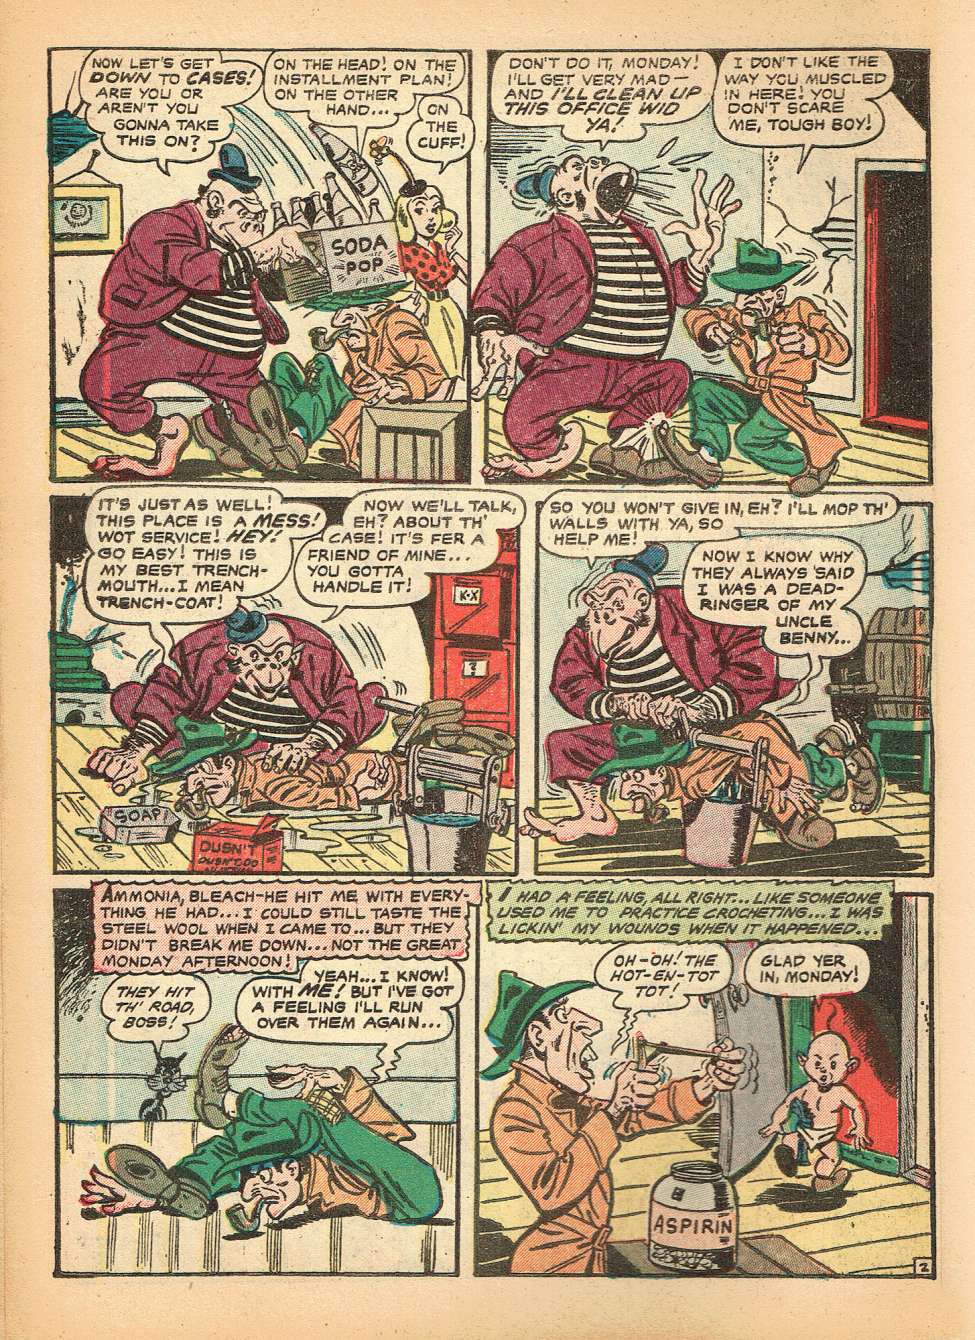 NOW LET'S GET
DOWN TO CASES!
ARE YOU OR
AREN'T YOU
GONNA TAKE
THIS ON?
ON THE HEAD! ON THE
INSTALLMENT PLAN!
ON THE OTHER
HAND...
ON
THE
CUFF!
SODA
POP
DON'T DO IT, MONDAY!
I'LL GET VERY MAD—
AND I'LL CLEAN UP
THIS OFFICE WID
YA!
I DON'T LIKE THE
WAY YOU MUSCLED
IN HERE! YOU
DON'T SCARE
ME, TOUGH BOY!
IT'S JUST AS WELL!
THIS PLACE IS A MESS!
WOT SERVICE! HEY!
GO EASY! THIS IS
MY BEST TRENCH-
MOUTH...I MEAN
TRENCH-COAT!
NOW WE'LL TALK,
EH? ABOUT TH'
CASE! IT'S FER A
FRIEND OF MINE...
YOU GOTTA
HANDLE IT!
K-X
?
SOAP
DUSN'T
DUSN'T DO
SO YOU WON'T GIVE IN, EH? I'LL MOP TH'
WALLS WITH YA, SO
HELP ME!
NOW I KNOW WHY
THEY ALWAYS SAID
I WAS A DEAD-
RINGER OF MY
UNCLE
BENNY...
AMMONIA, BLEACH—HE HIT ME WITH EVERY-
THING HE HAD...I COULD STILL TASTE THE
STEEL WOOL WHEN I CAME TO...BUT THEY
DIDN'T BREAK ME DOWN...NOT THE GREAT
MONDAY AFTERNOON!
THEY HIT
TH' ROAD,
BOSS!
YEAH...I KNOW!
WITH ME! BUT I'VE GOT
A FEELING I'LL RUN
OVER THEM AGAIN...
I HAD A FEELING, ALL RIGHT...LIKE SOMEONE
USED ME TO PRACTICE CROCHETING...I WAS
LICKIN' MY WOUNDS WHEN IT HAPPENED...
OH-OH! THE
HOT-EN-TOT
TOT!
GLAD YER
IN, MONDAY!
ASPIRIN
2